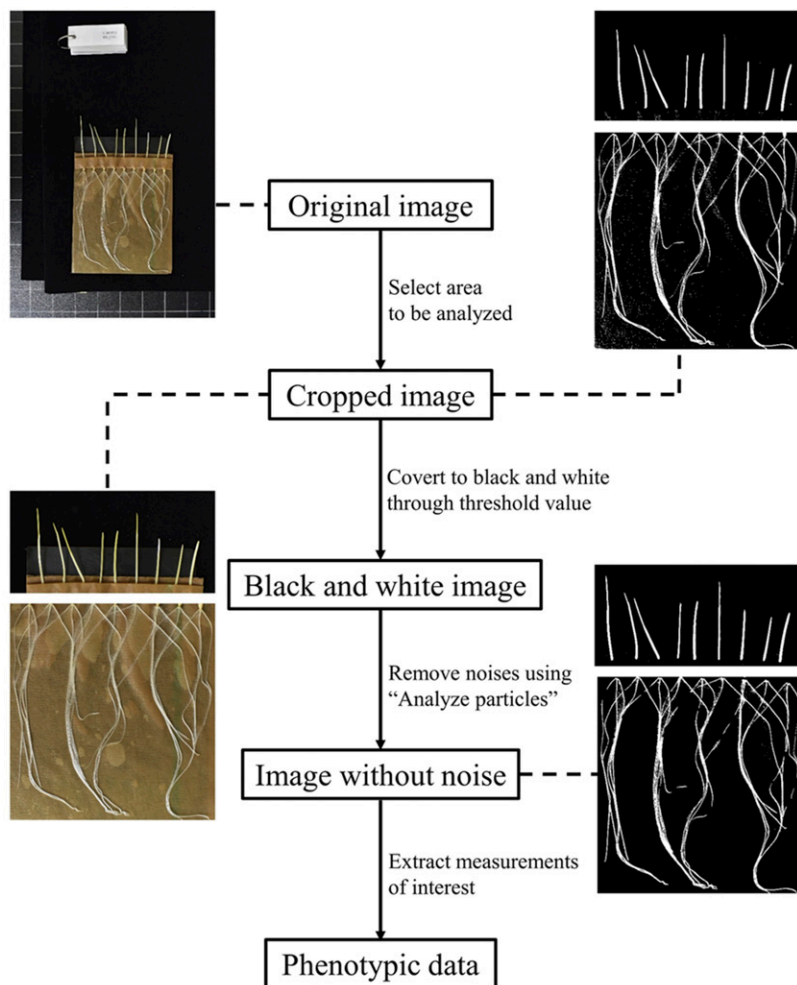 Original image
Select area
to be analyzed
Cropped image
Covert to black and white
through threshold value
Black and white image
Remove noises using
“Analyze particles”
Image without noise
Extract measurements
of interest
Phenotypic data